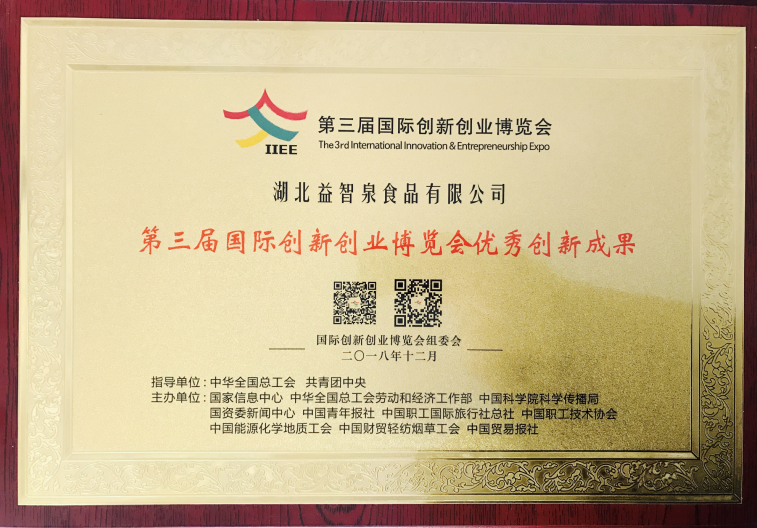 第三届国际创新创业博览会
IIEE
The 3rd International Innovation & Entrepreneurship Expo
湖北益智泉食品有限公司
第三届国际创新创业博览会优秀创新成果
国际创新创业博览会组委会
二〇一八年十二月
指导单位：中华全国总工会 共青团中央
主办单位：国家信息中心 中华全国总工会劳动和经济工作部 中国科学院科学传播局
国资委新闻中心 中国青年报社 中国职工国际旅行社总社 中国职工技术协会
中国能源化学地质工会 中国财贸轻纺烟草工会 中国贸易报社